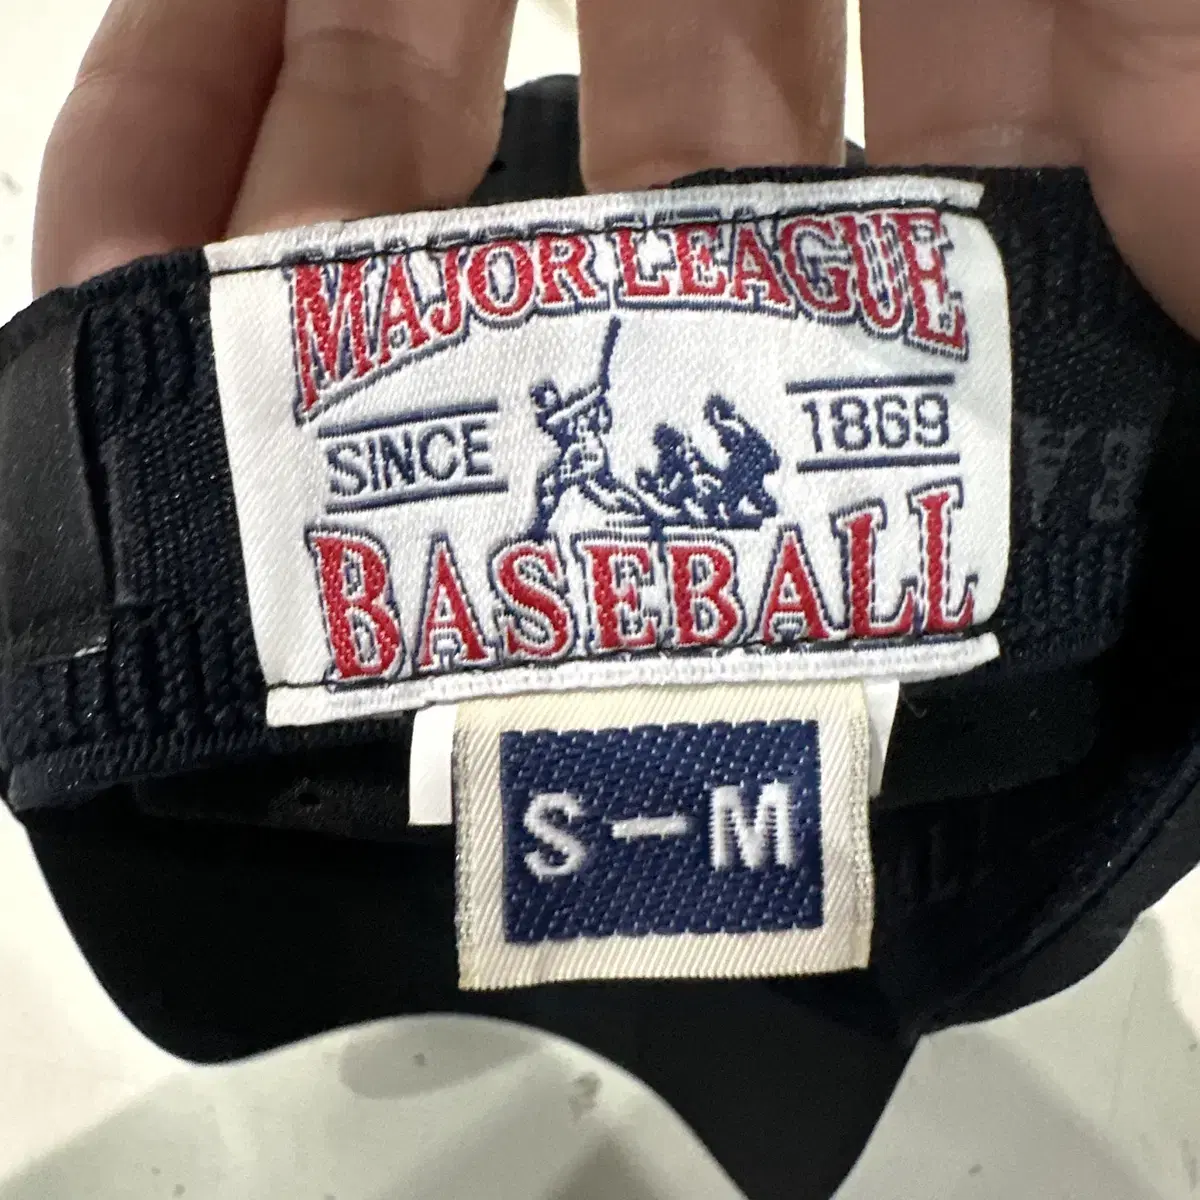 MAJOR LEAGUE
SINCE 1869
BASEBALL
S-M